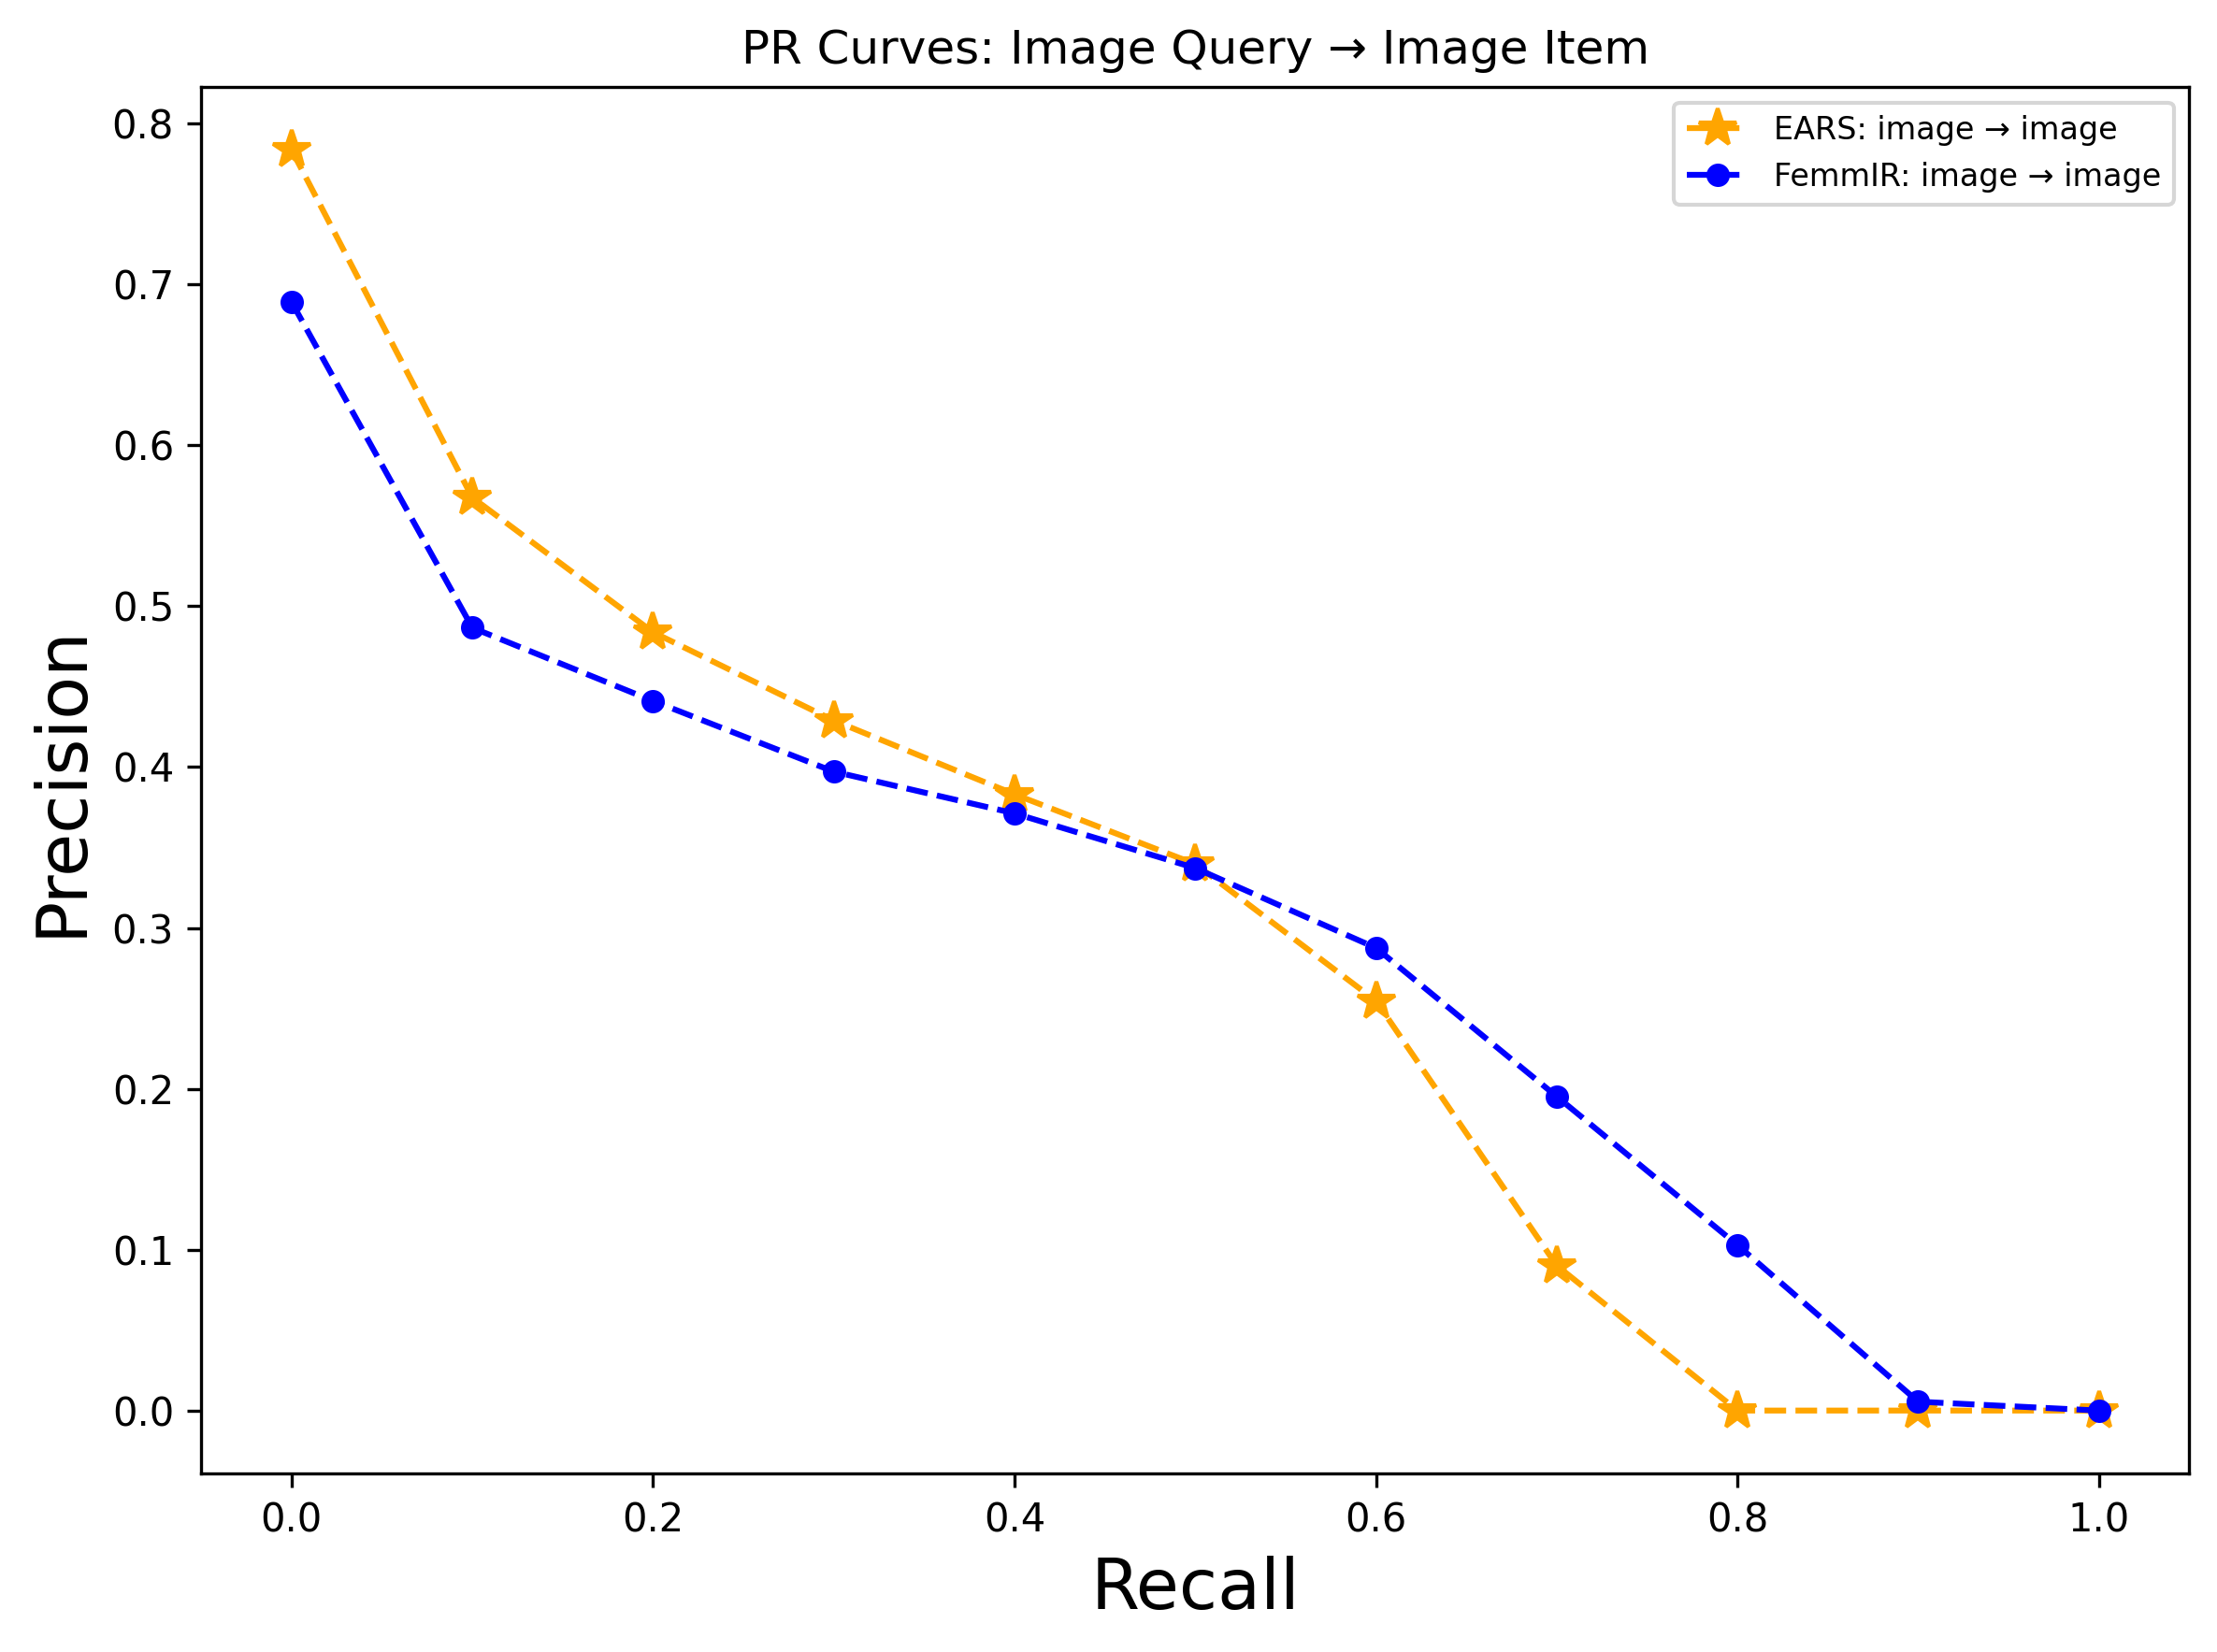 PR Curves: Image Query → Image Item
EARS: image → image
FemmIR: image → image
Precision
0.8
0.7
0.6
0.5
0.4
0.3
0.2
0.1
0.0
0.0 0.2 0.4 0.6 0.8 1.0
Recall